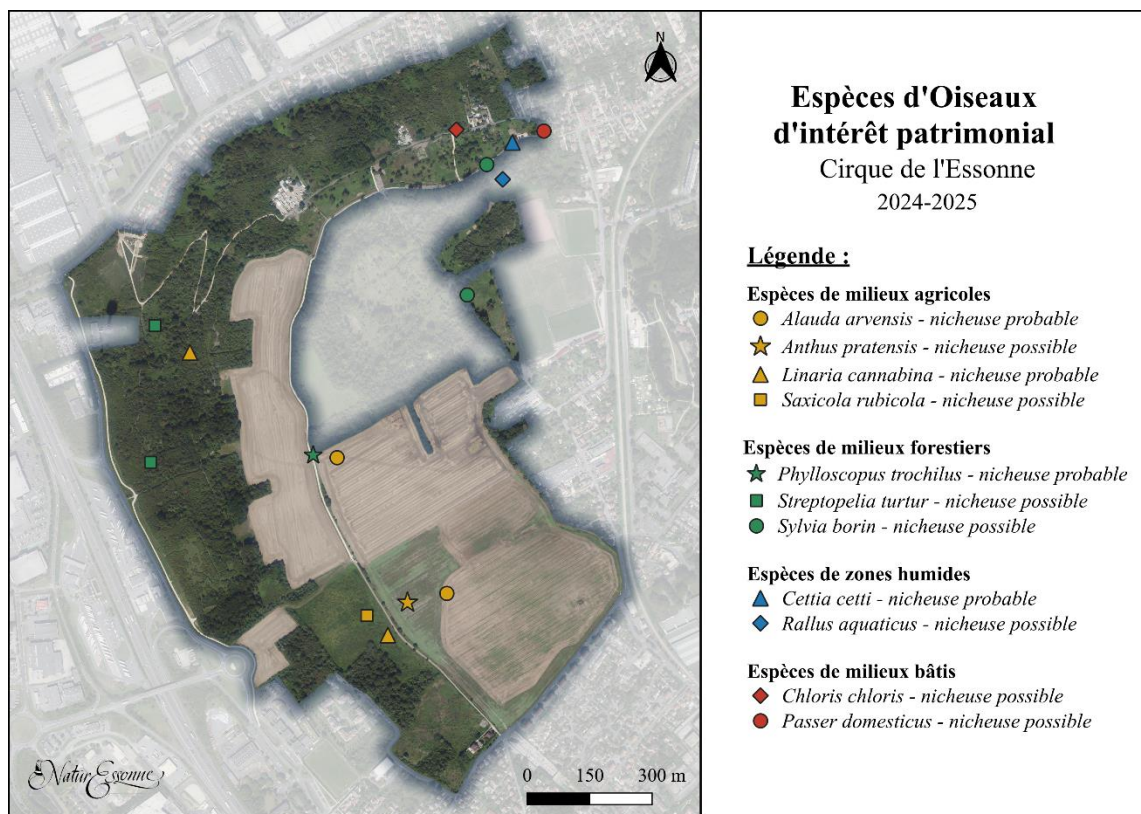 N
Espèces d'Oiseaux
d'intérêt patrimonial
Cirque de l'Essonne
2024-2025
Légende :
Espèces de milieux agricoles
Alauda arvensis - nicheuse probable
Anthus pratensis - nicheuse possible
Linaria cannabina - nicheuse probable
Saxicola rubicola - nicheuse possible
Espèces de milieux forestiers
Phylloscopus trochilus - nicheuse probable
Streptopelia turtur - nicheuse possible
Sylvia borin - nicheuse possible
Espèces de zones humides
Cettia cetti - nicheuse probable
Rallus aquaticus - nicheuse possible
Espèces de milieux bâtis
Chloris chloris - nicheuse possible
Passer domesticus - nicheuse possible
NaturEssonne
0 150 300 m